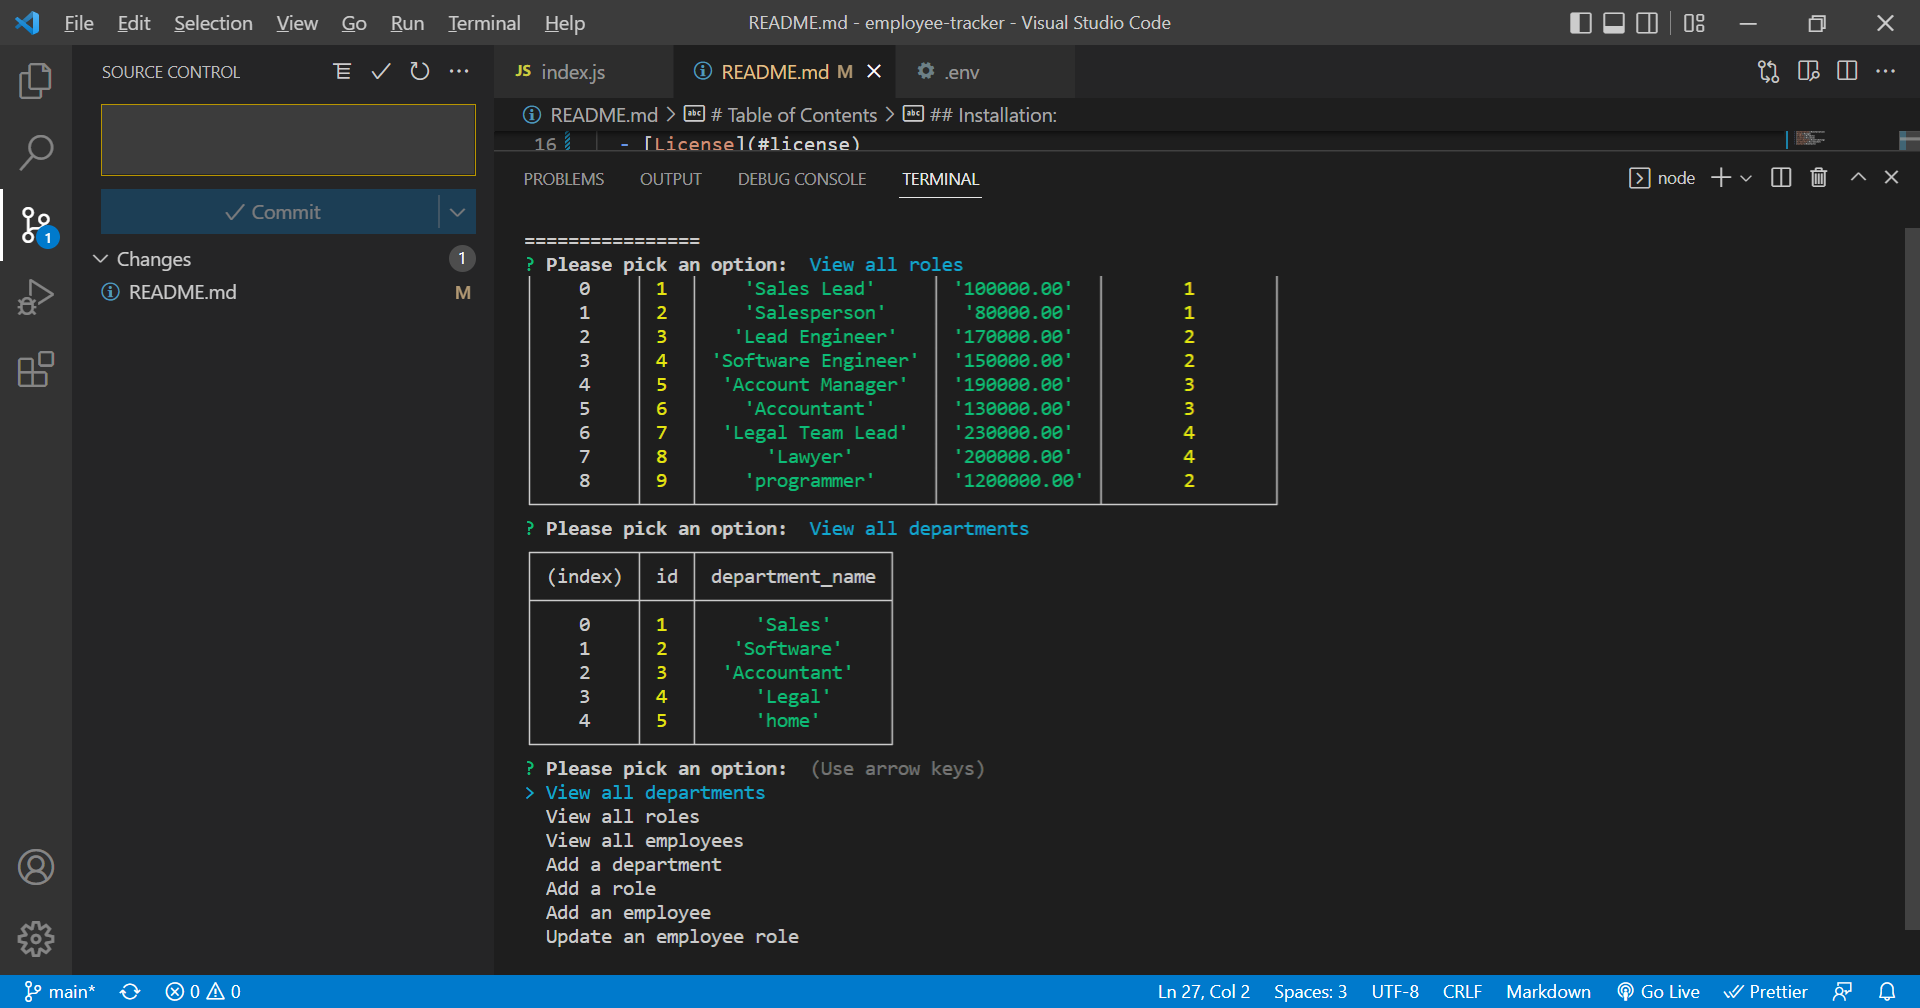 File Edit Selection View Go Run Terminal Help README.md - employee-tracker - Visual Studio Code
SOURCE CONTROL
JS index.js README.md M .env
README.md > # Table of Contents > ## Installation:
16 - [License](#license)
Commit
Changes 1
README.md M
1
PROBLEMS OUTPUT DEBUG CONSOLE TERMINAL node
================
? Please pick an option: View all roles
0 1 'Sales Lead' '100000.00' 1
1 2 'Salesperson' '80000.00' 1
2 3 'Lead Engineer' '170000.00' 2
3 4 'Software Engineer' '150000.00' 2
4 5 'Account Manager' '190000.00' 3
5 6 'Accountant' '130000.00' 3
6 7 'Legal Team Lead' '230000.00' 4
7 8 'Lawyer' '200000.00' 4
8 9 'programmer' '1200000.00' 2
? Please pick an option: View all departments
(index) id department_name
0 1 'Sales'
1 2 'Software'
2 3 'Accountant'
3 4 'Legal'
4 5 'home'
? Please pick an option: (Use arrow keys)
> View all departments
View all roles
View all employees
Add a department
Add a role
Add an employee
Update an employee role
main* 0 0 Ln 27, Col 2 Spaces: 3 UTF-8 CRLF Markdown Go Live Prettier